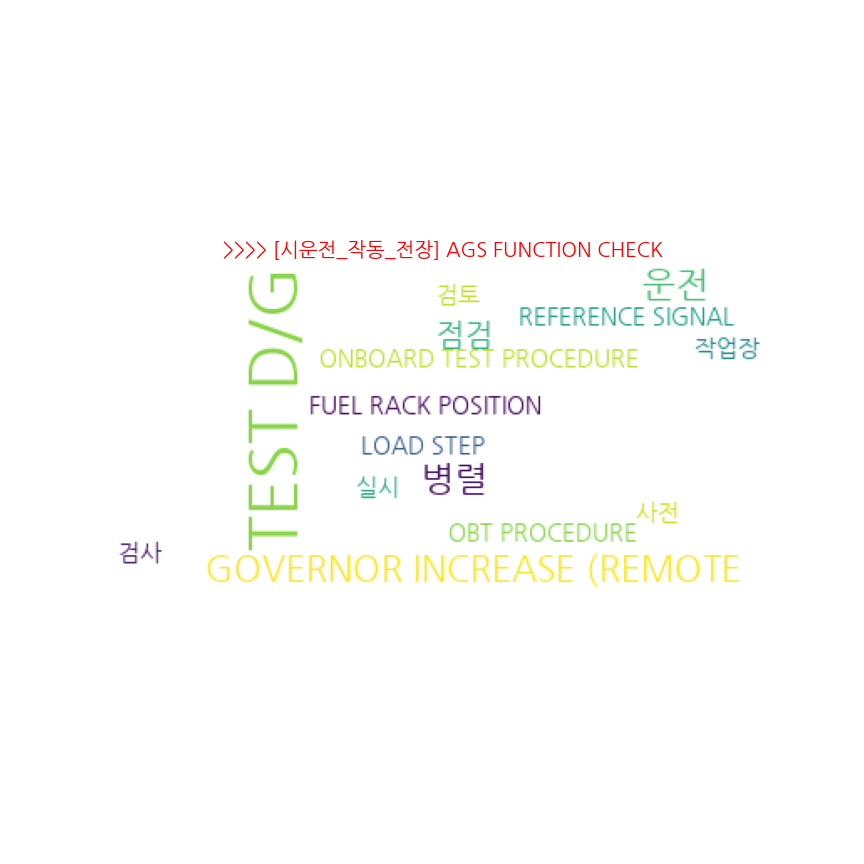 >>>> [시운전_작동_전장] AGS FUNCTION CHECK
TEST D/G
운전
검토
REFERENCE SIGNAL
점검
작업장
ONBOARD TEST PROCEDURE
FUEL RACK POSITION
LOAD STEP
병렬
실시
사전
OBT PROCEDURE
검사
GOVERNOR INCREASE (REMOTE